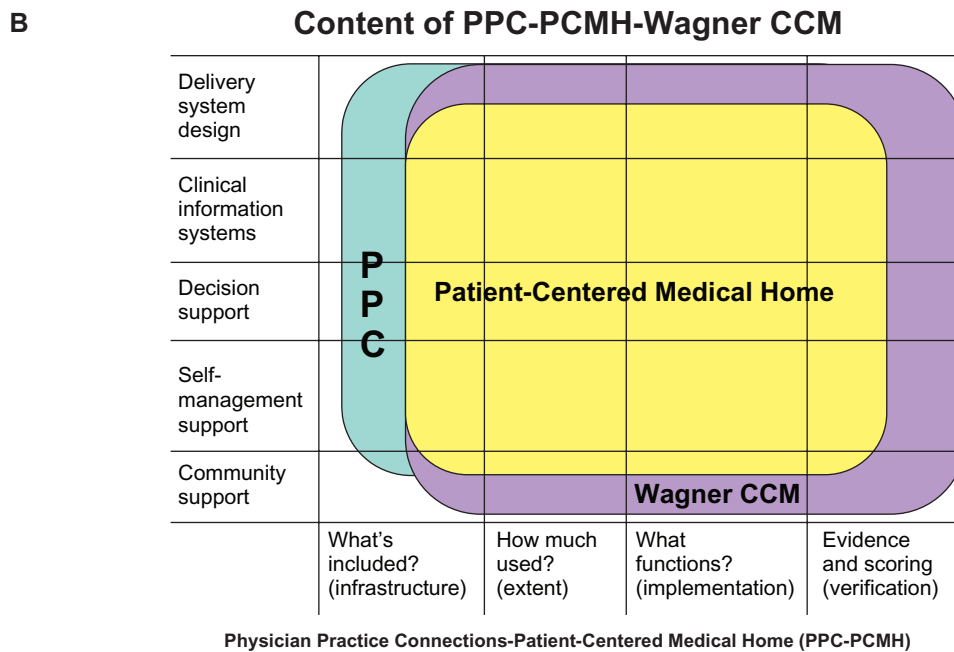 B
Content of PPC-PCMH-Wagner CCM
Delivery
system
design
Clinical
information
systems
Decision
support
Self-
management
support
Community
support
P
P
C
Patient-Centered Medical Home
Wagner CCM
What's
included?
(infrastructure)
How much
used?
(extent)
What
functions?
(implementation)
Evidence
and scoring
(verification)
Physician Practice Connections-Patient-Centered Medical Home (PPC-PCMH)